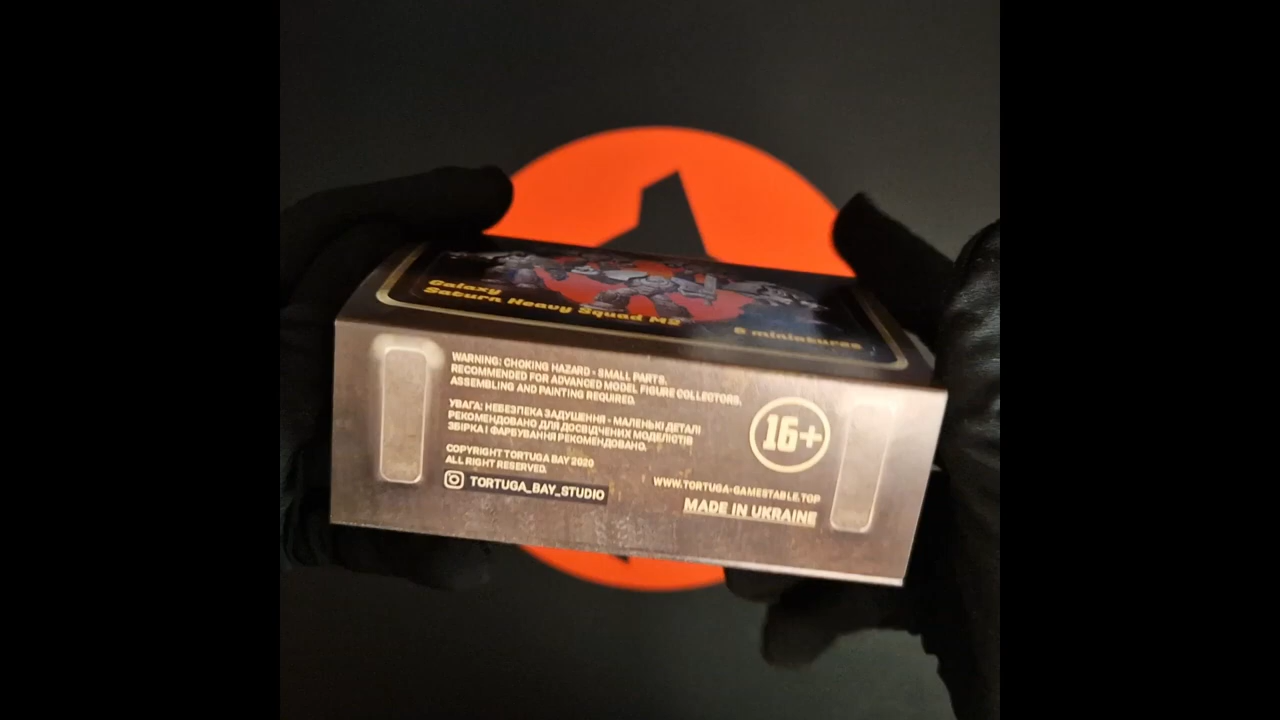 Galaxy
Saturn Heavy Squad M2
miniatures
WARNING: CHOKING HAZARD - SMALL PARTS.
RECOMMENDED FOR ADVANCED MODEL FIGURE COLLECTORS,
ASSEMBLING AND PAINTING REQUIRED.
УВАГА: НЕБЕЗПЕКА ЗАДУШЕННЯ - МАЛЕНЬКІ ДЕТАЛІ
РЕКОМЕНДОВАНО ДЛЯ ДОСВІДЧЕНИХ МОДЕЛІСТІВ
ЗБІРКА І ФАРБУВАННЯ РЕКОМЕНДОВАНО.
16+
COPYRIGHT TORTUGA BAY 2020
ALL RIGHT RESERVED.
TORTUGA_BAY_STUDIO
WWW.TORTUGA-GAMESTABLE.TOP
MADE IN UKRAINE